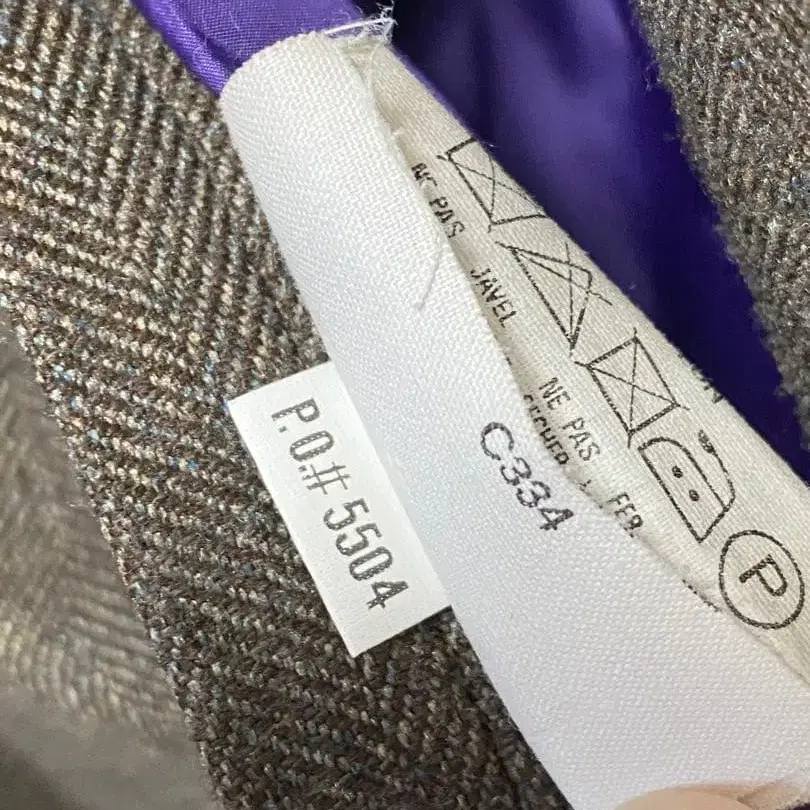 NE PAS
JAVEL
NE PAS
FER
C334
P.O.# 5504
P